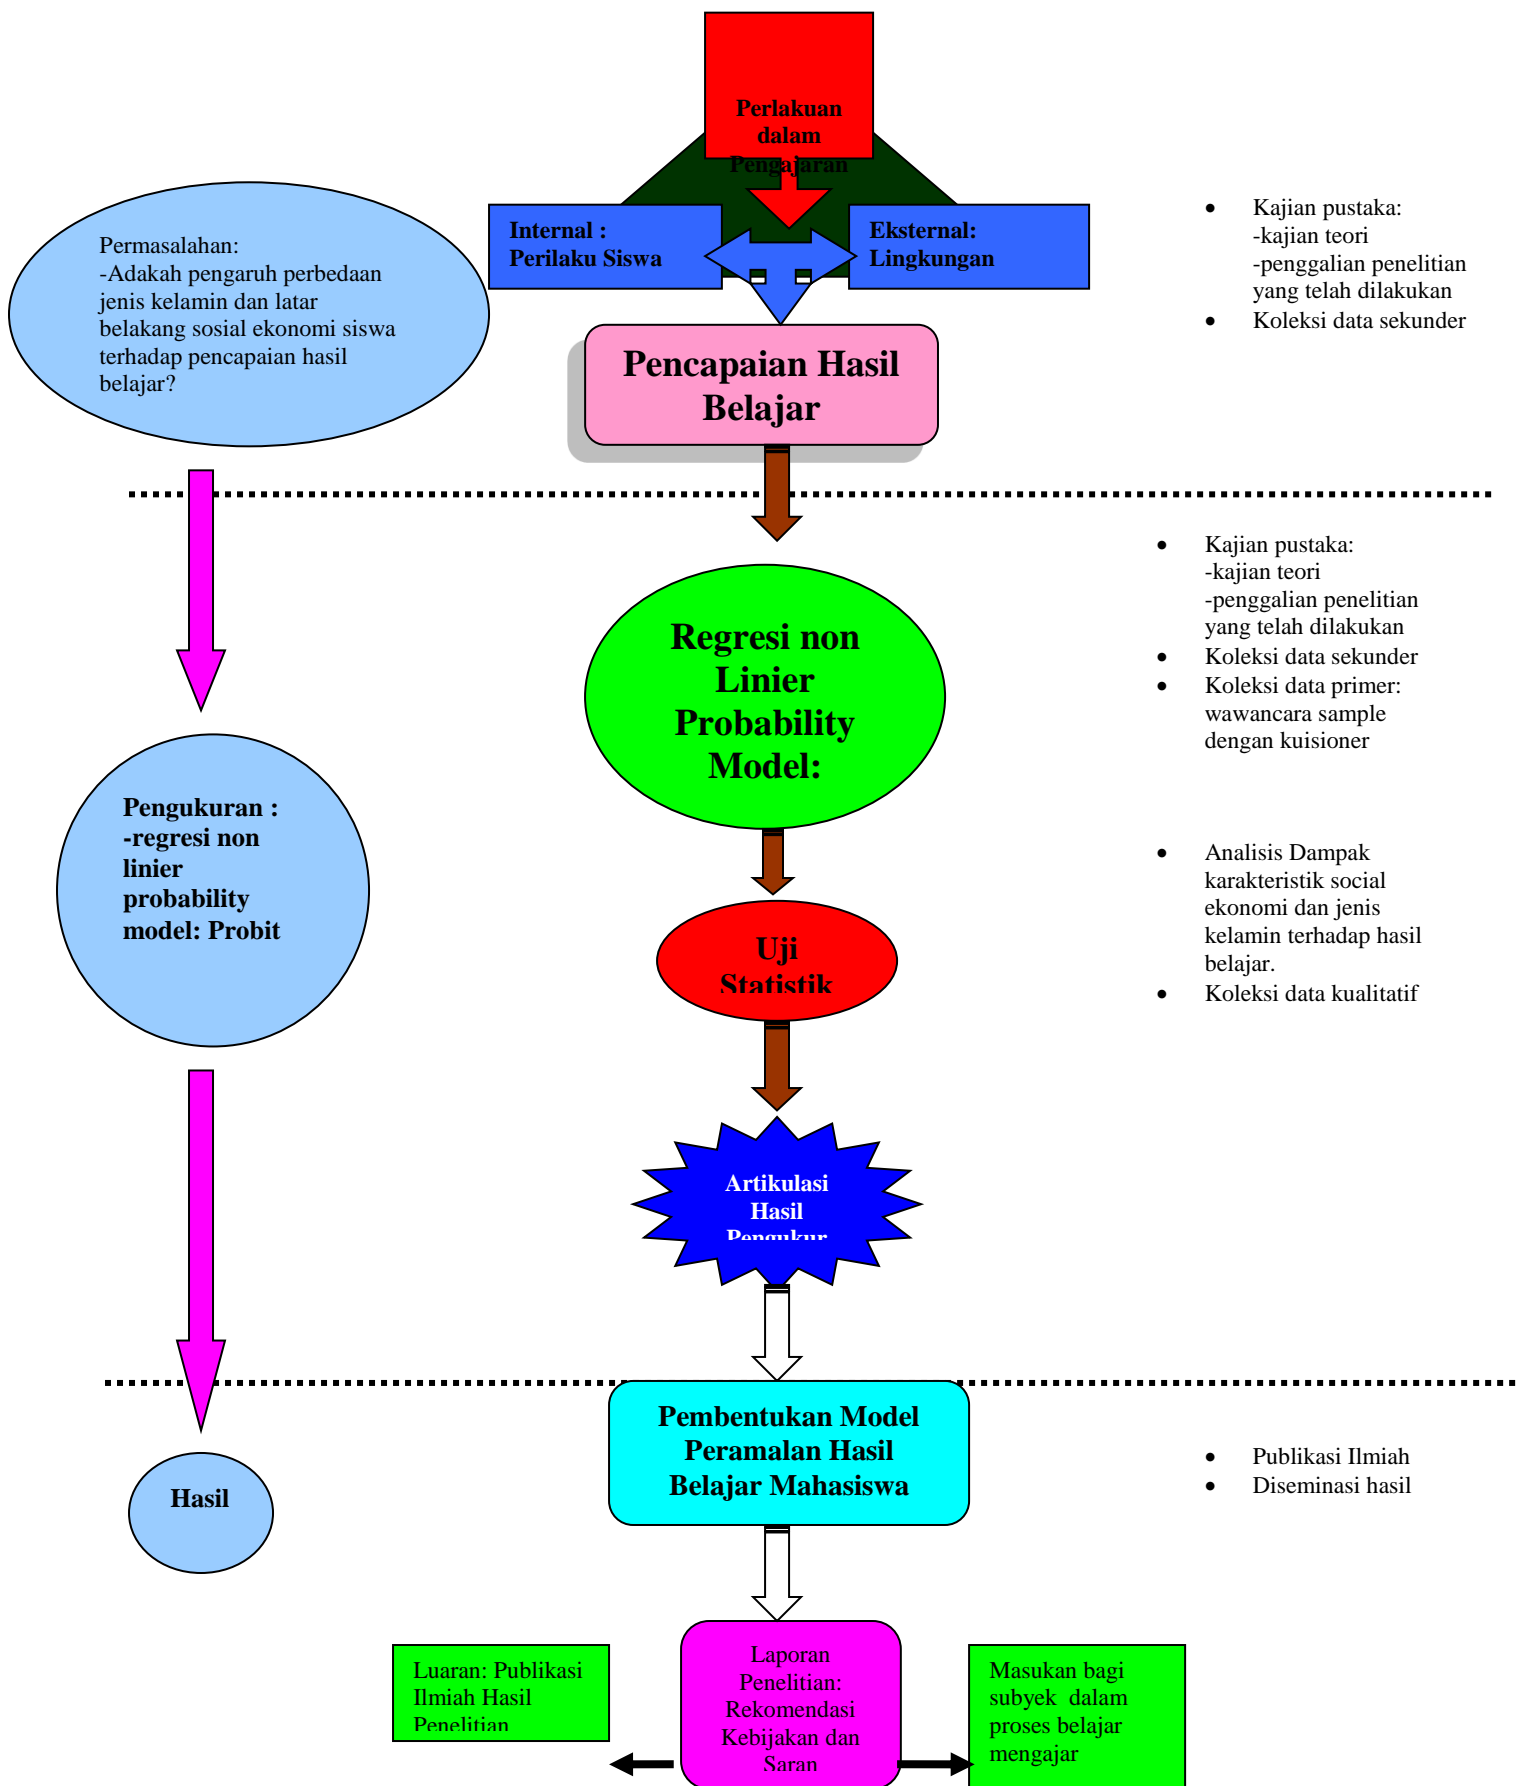 Perlakuan
dalam
Pengajaran
Internal :
Perilaku Siswa
Eksternal:
Lingkungan
Permasalahan:
-Adakah pengaruh perbedaan
jenis kelamin dan latar
belakang sosial ekonomi siswa
terhadap pencapaian hasil
belajar?
• Kajian pustaka:
-kajian teori
-penggalian penelitian
yang telah dilakukan
• Koleksi data sekunder
Pencapaian Hasil
Belajar
• Kajian pustaka:
-kajian teori
-penggalian penelitian
yang telah dilakukan
• Koleksi data sekunder
• Koleksi data primer:
wawancara sample
dengan kuisioner
Regresi non
Linier
Probability
Model:
Pengukuran :
-regresi non
linier
probability
model: Probit
• Analisis Dampak
karakteristik social
ekonomi dan jenis
kelamin terhadap hasil
belajar.
• Koleksi data kualitatif
Uji
Statistik
Artikulasi
Hasil
Pengukur
Pembentukan Model
Peramalan Hasil
Belajar Mahasiswa
Hasil
• Publikasi Ilmiah
• Diseminasi hasil
Luaran: Publikasi
Ilmiah Hasil
Penelitian
Laporan
Penelitian:
Rekomendasi
Kebijakan dan
Saran
Masukan bagi
subyek  dalam
proses belajar
mengajar